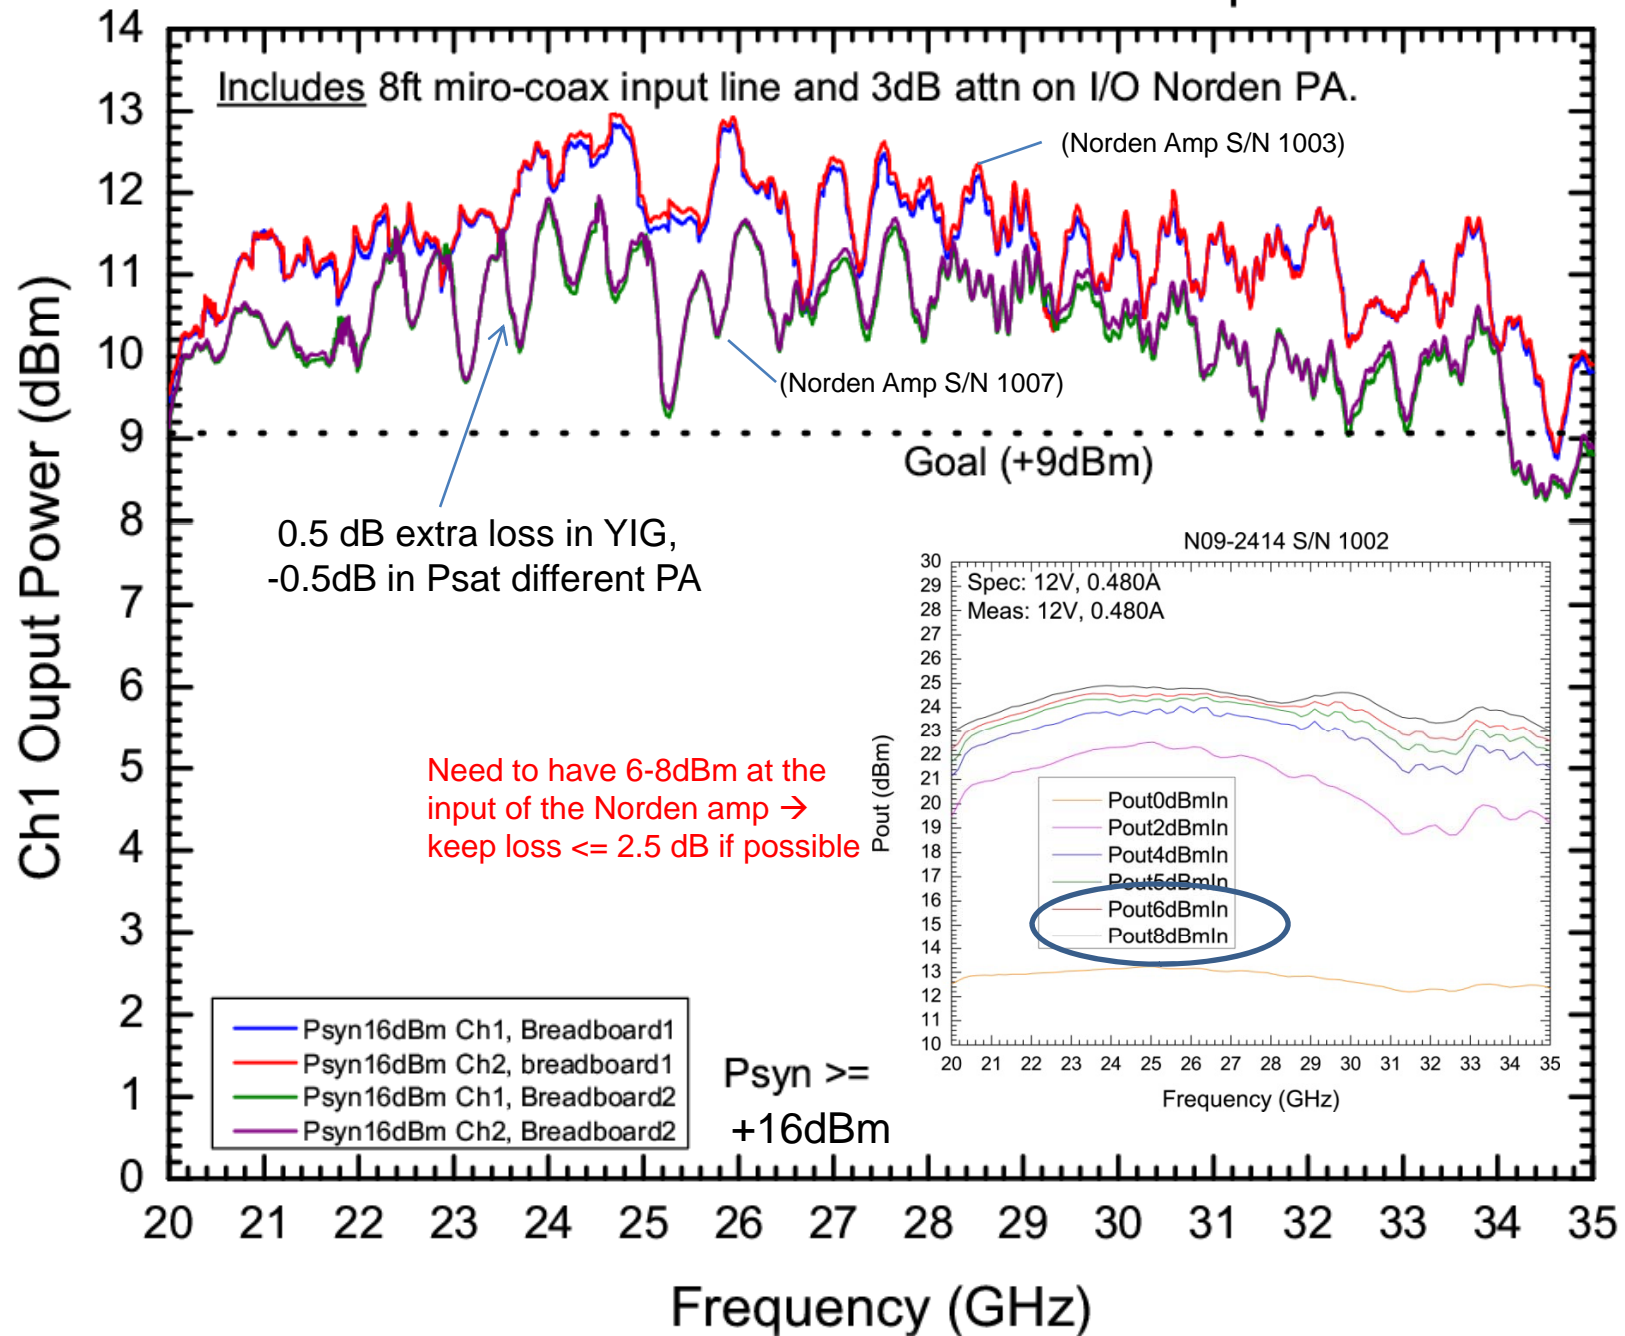 Includes 8ft miro-coax input line and 3dB attn on I/O Norden PA.
(Norden Amp S/N 1003)
(Norden Amp S/N 1007)
Goal (+9dBm)
0.5 dB extra loss in YIG,
-0.5dB in Psat different PA
Need to have 6-8dBm at the
input of the Norden amp →
keep loss <= 2.5 dB if possible
Psyn16dBm Ch1, Breadboard1
Psyn16dBm Ch2, breadboard1
Psyn16dBm Ch1, Breadboard2
Psyn16dBm Ch2, Breadboard2
Psyn >=
+16dBm
Ch1 Ouput Power (dBm)
14
13
12
11
10
9
8
7
6
5
4
3
2
1
0
20 21 22 23 24 25 26 27 28 29 30 31 32 33 34 35
Frequency (GHz)
N09-2414 S/N 1002
Spec: 12V, 0.480A
Meas: 12V, 0.480A
Pout (dBm)
30
29
28
27
26
25
24
23
22
21
20
19
18
17
16
15
14
13
12
11
10
Pout0dBmIn
Pout2dBmIn
Pout4dBmIn
Pout5dBmIn
Pout6dBmIn
Pout8dBmIn
20 21 22 23 24 25 26 27 28 29 30 31 32 33 34 35
Frequency (GHz)